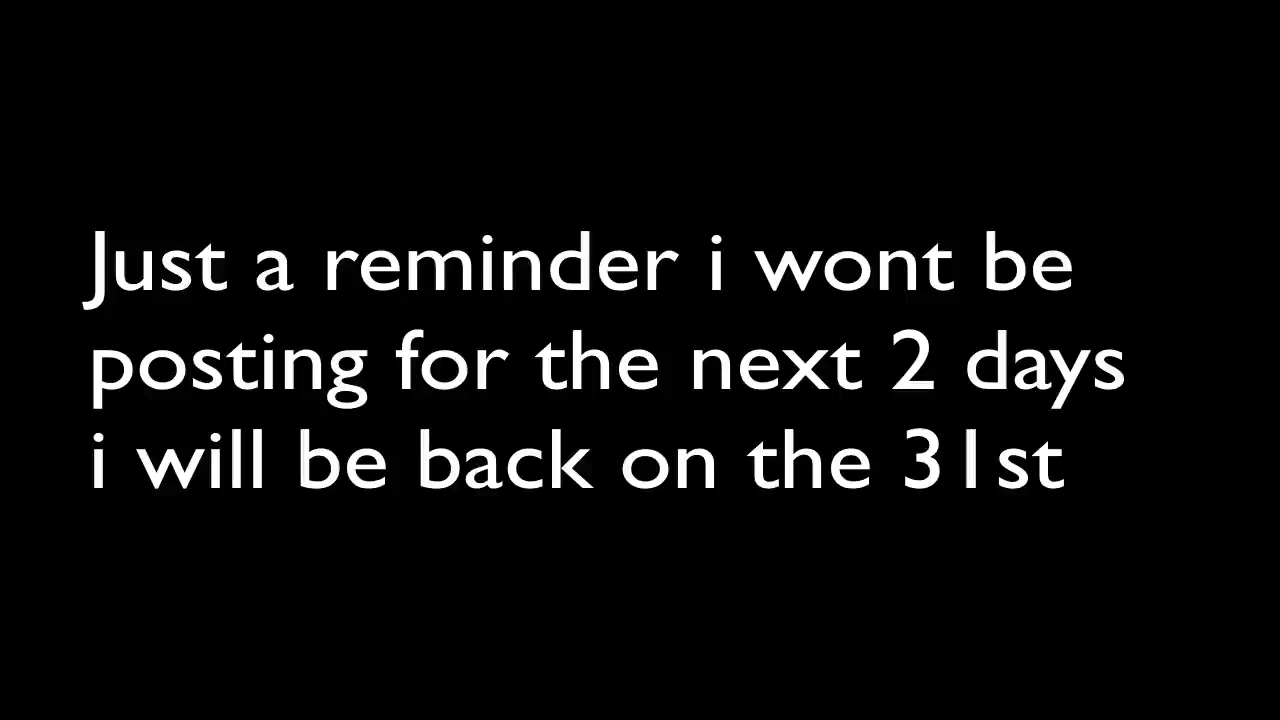 Just a reminder i wont be
posting for the next 2 days
i will be back on the 31st